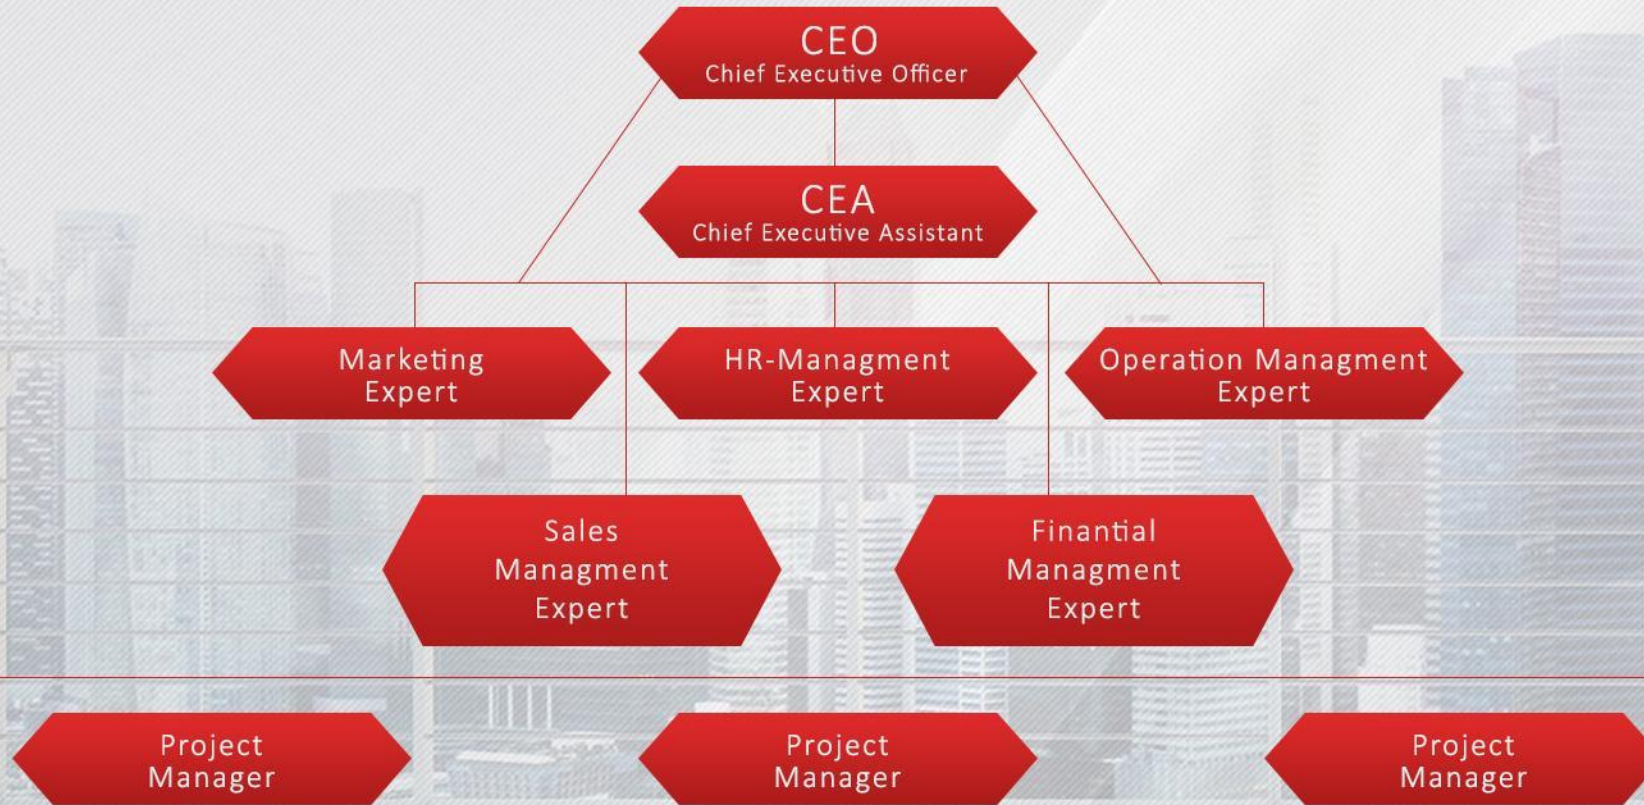 CEO
Chief Executive Officer
CEA
Chief Executive Assistant
Marketing
Expert
HR-Managment
Expert
Operation Managment
Expert
Sales
Managment
Expert
Finantial
Managment
Expert
Project
Manager
Project
Manager
Project
Manager